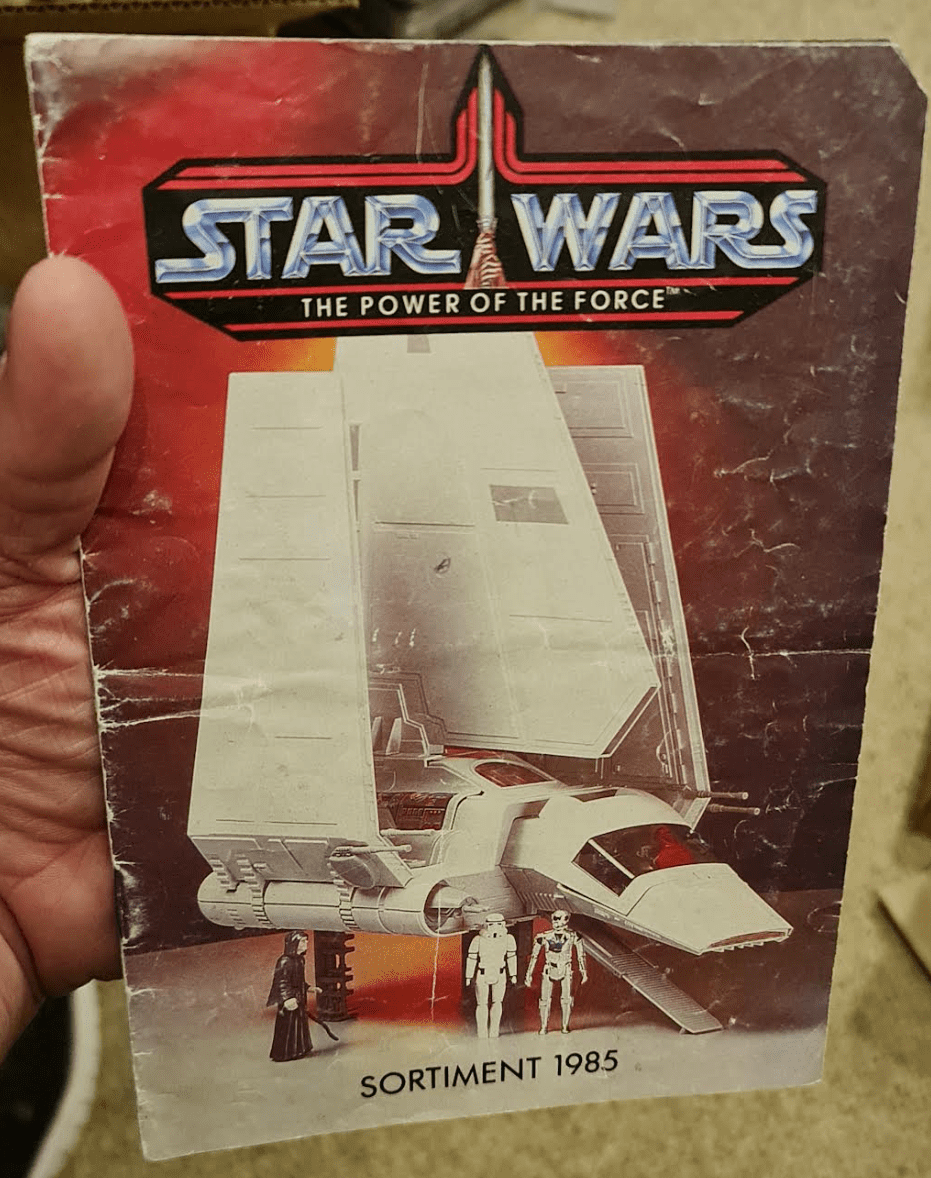 STAR WARS
THE POWER OF THE FORCE™
SORTIMENT 1985